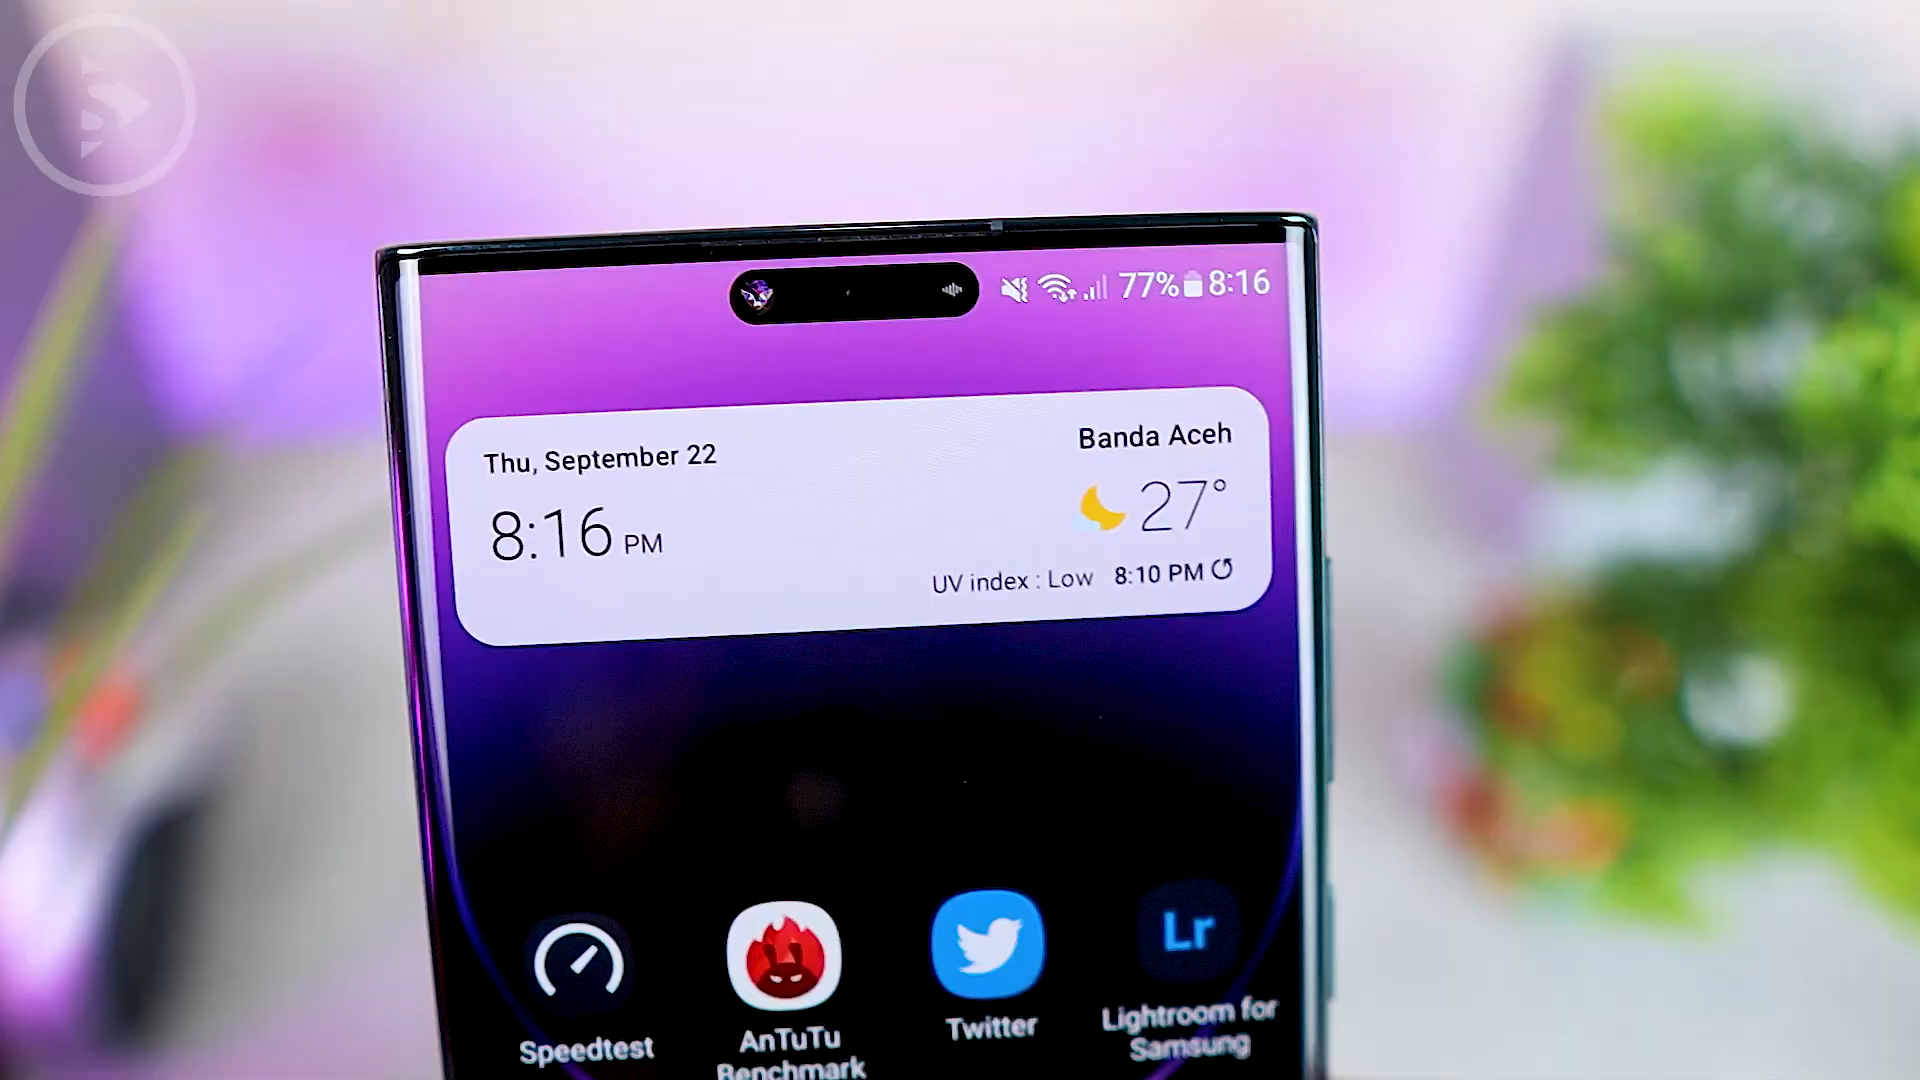 77% 8:16
Thu, September 22
8:16 PM
Banda Aceh
27°
UV index : Low 8:10 PM
Speedtest
AnTuTu
Benchmark
Twitter
Lr
Lightroom for
Samsung